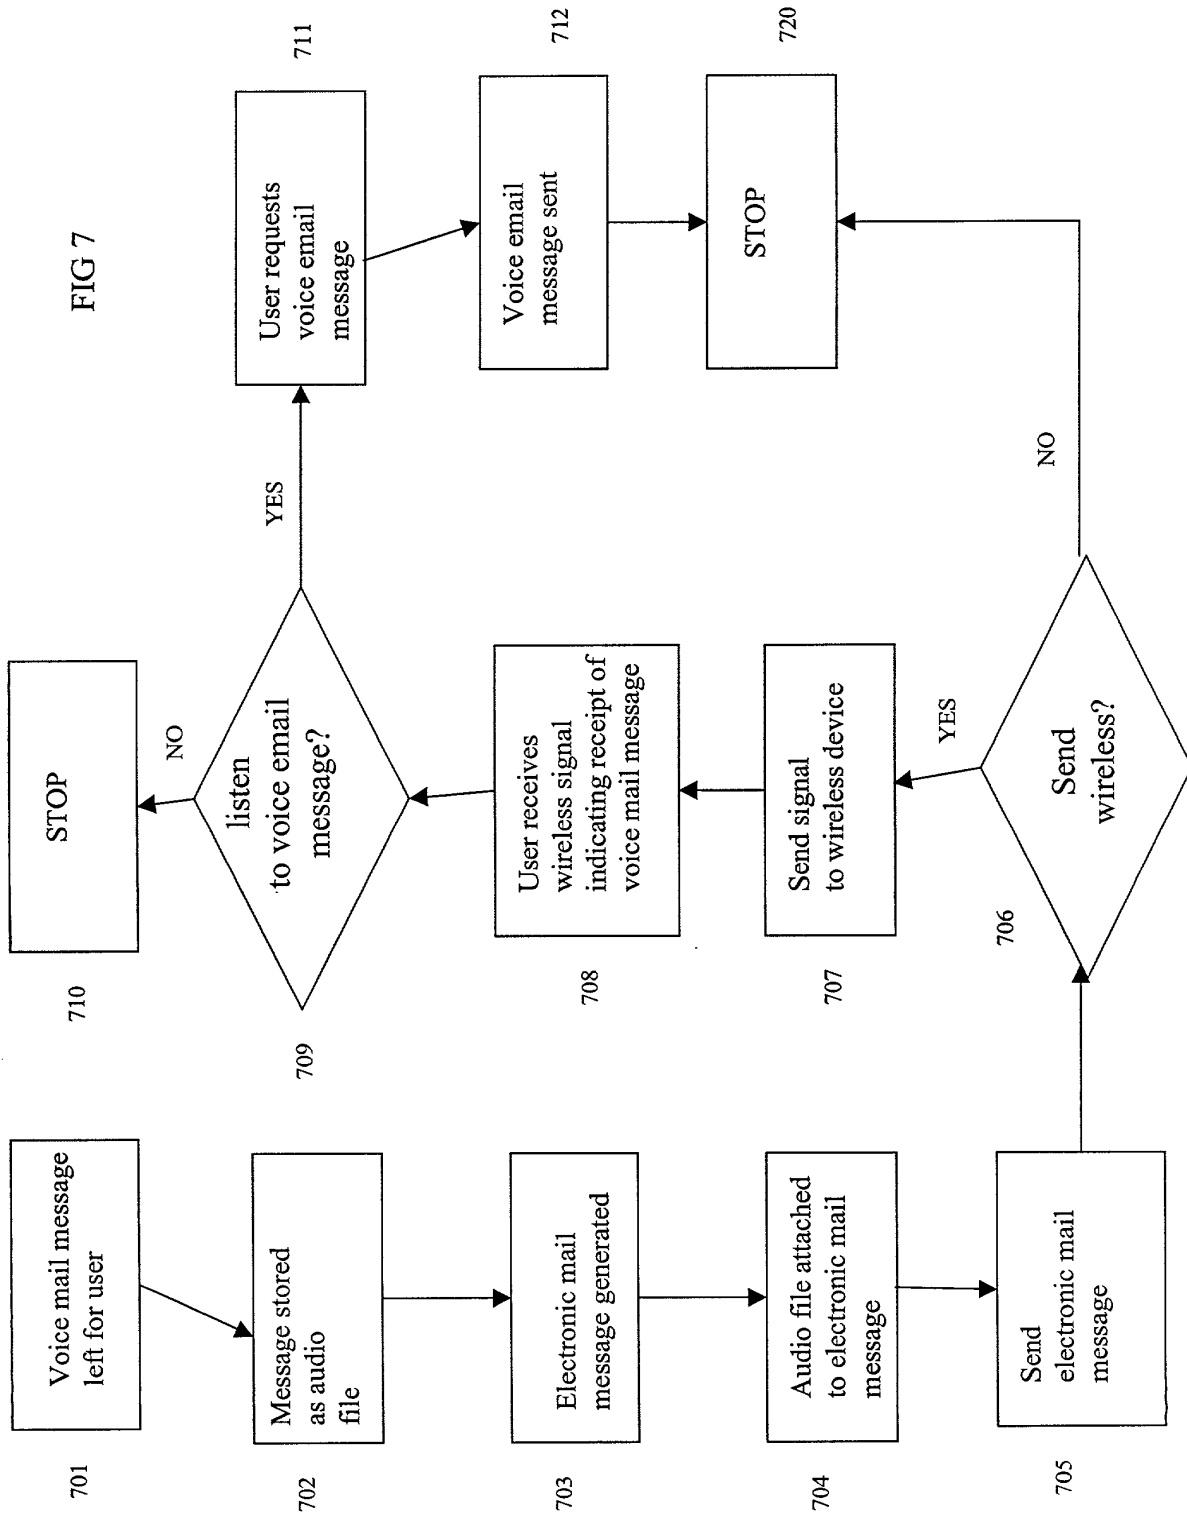 FIG 7
701
Voice mail message
left for user
702
Message stored
as audio
file
703
Electronic mail
message generated
704
Audio file attached
to electronic mail
message
705
Send
electronic mail
message
706
Send
wireless?
YES
NO
707
Send signal
to wireless device
708
User receives
wireless signal
indicating receipt of
voice mail message
709
listen
to voice email
message?
NO
YES
710
STOP
711
User requests
voice email
message
712
Voice email
message sent
720
STOP